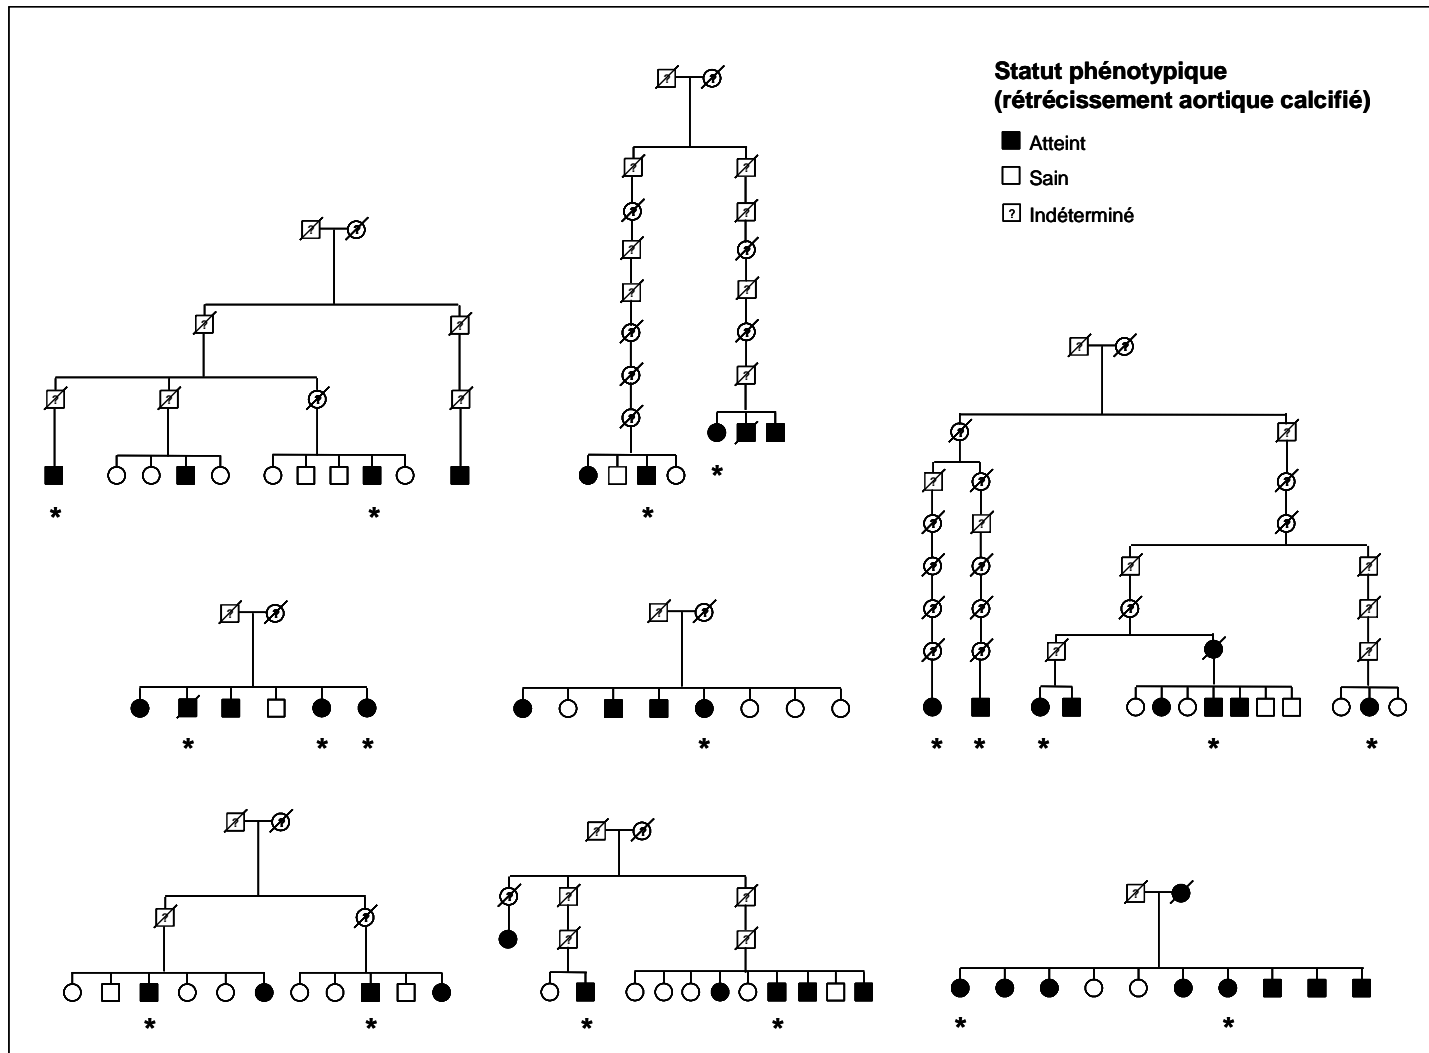 Statut phénotypique
(rétrécissement aortique calcifié)
Atteint
Sain
? Indéterminé